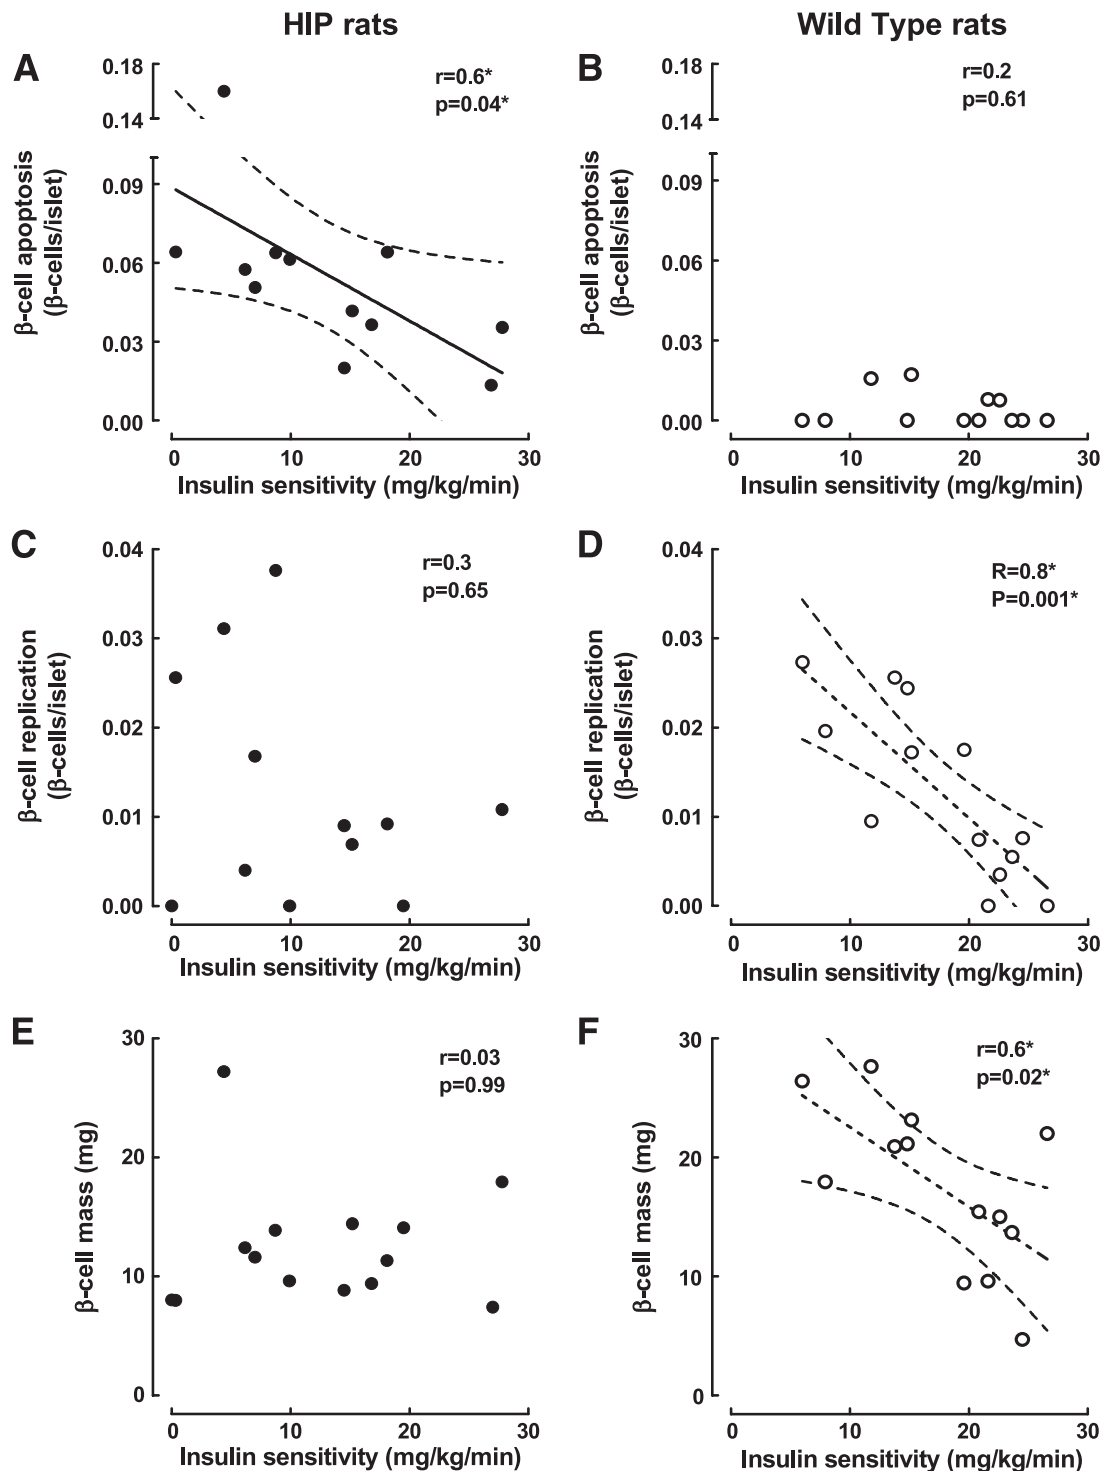 HIP rats
Wild Type rats
A
0.18
0.14
0.09
0.06
0.03
0.00
β-cell apoptosis
(β-cells/islet)
r=0.6*
p=0.04*
0
10
20
30
Insulin sensitivity (mg/kg/min)
B
0.18
0.14
0.09
0.06
0.03
0.00
β-cell apoptosis
(β-cells/islet)
r=0.2
p=0.61
0
10
20
30
Insulin sensitivity (mg/kg/min)
C
0.04
0.03
0.02
0.01
0.00
β-cell replication
(β-cells/islet)
r=0.3
p=0.65
0
10
20
30
Insulin sensitivity (mg/kg/min)
D
0.04
0.03
0.02
0.01
0.00
β-cell replication
(β-cells/islet)
R=0.8*
P=0.001*
0
10
20
30
Insulin sensitivity (mg/kg/min)
E
30
20
10
0
β-cell mass (mg)
r=0.03
p=0.99
0
10
20
30
Insulin sensitivity (mg/kg/min)
F
30
20
10
0
β-cell mass (mg)
r=0.6*
p=0.02*
0
10
20
30
Insulin sensitivity (mg/kg/min)